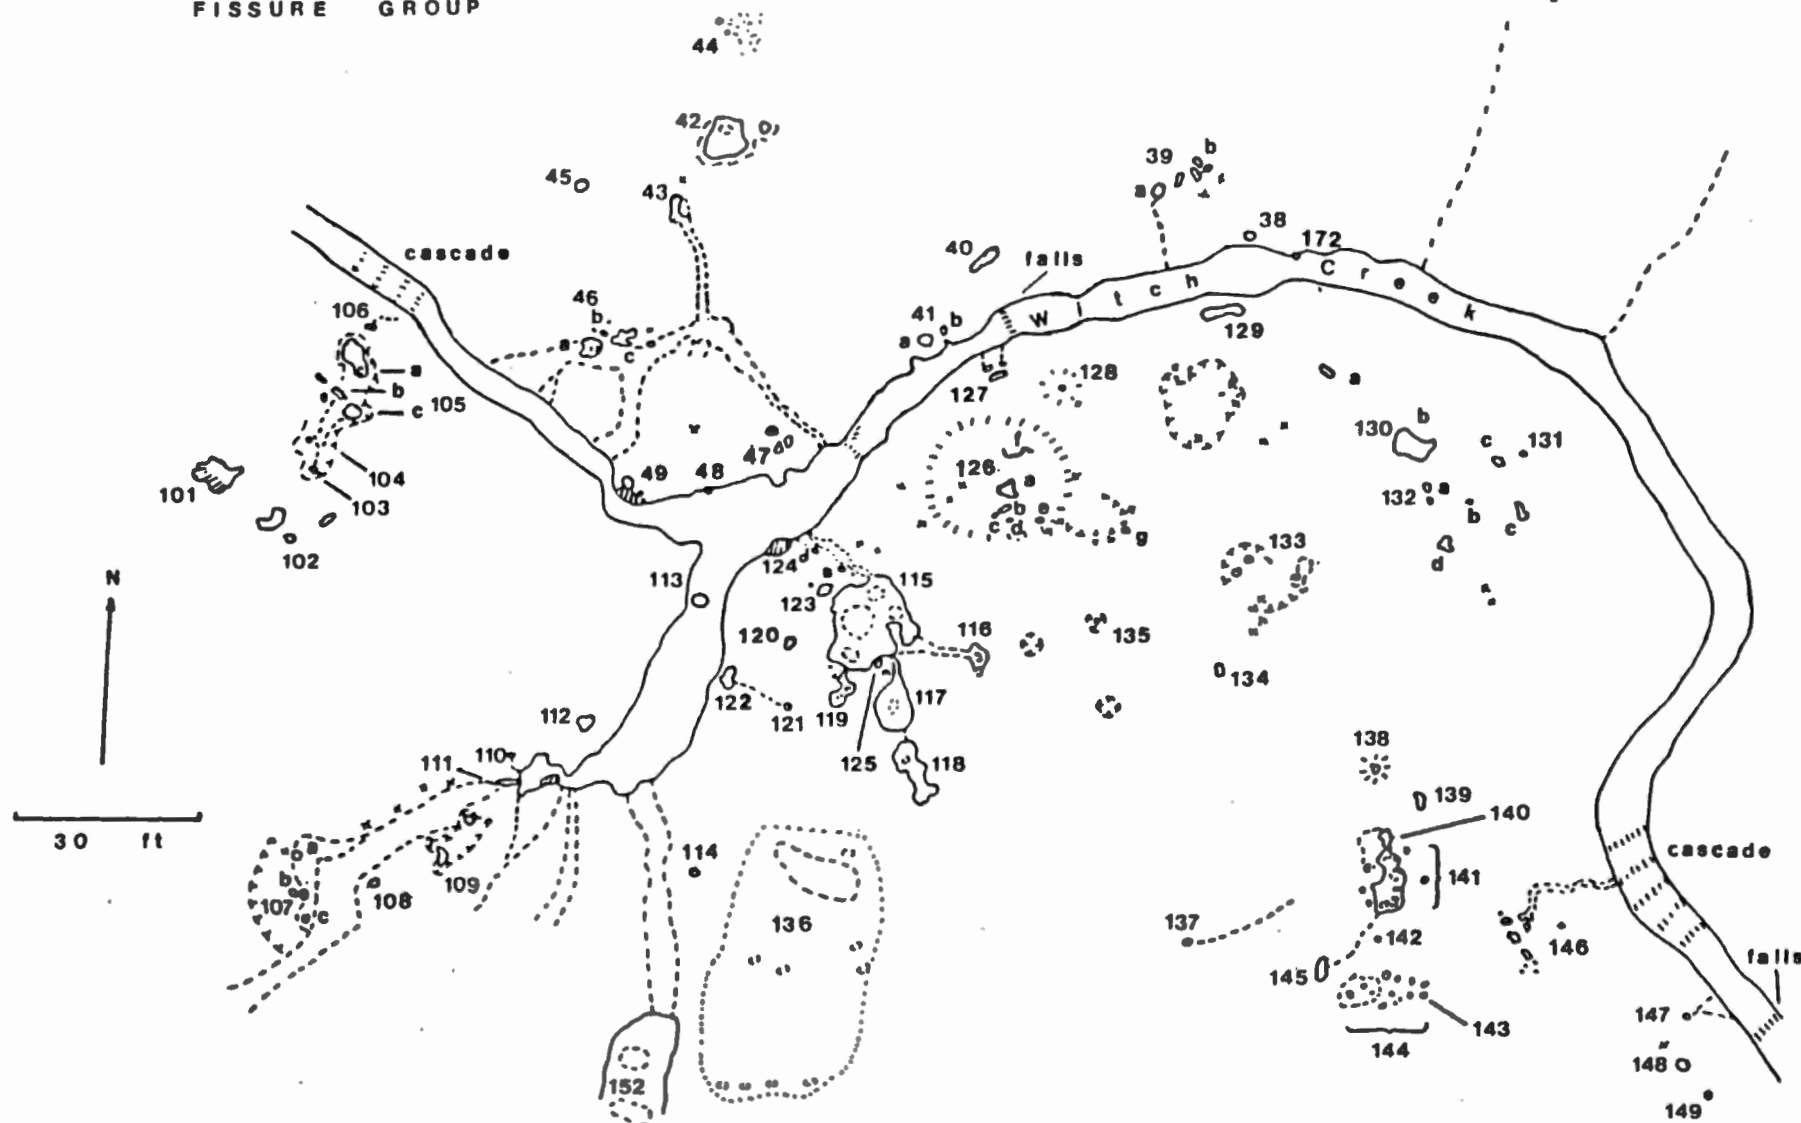 FISSURE GROUP
44
42
45
43
39
b
a
38
172
40
falls
cascade
W
t c h
C r e e k
46
b
a
c
41
b
a
129
106
a
b
c
105
127
128
a
b
130
c
131
47
48
49
126
f
a
b
c
d
e
g
132
a
b
c
d
101
104
103
102
124
d
133
N
113
a
123
115
120
116
135
134
122
121
119
117
125
118
112
110
111
138
139
140
30 ft
cascade
a
b
107
c
108
109
114
136
141
137
142
146
145
falls
143
144
147
152
148
149